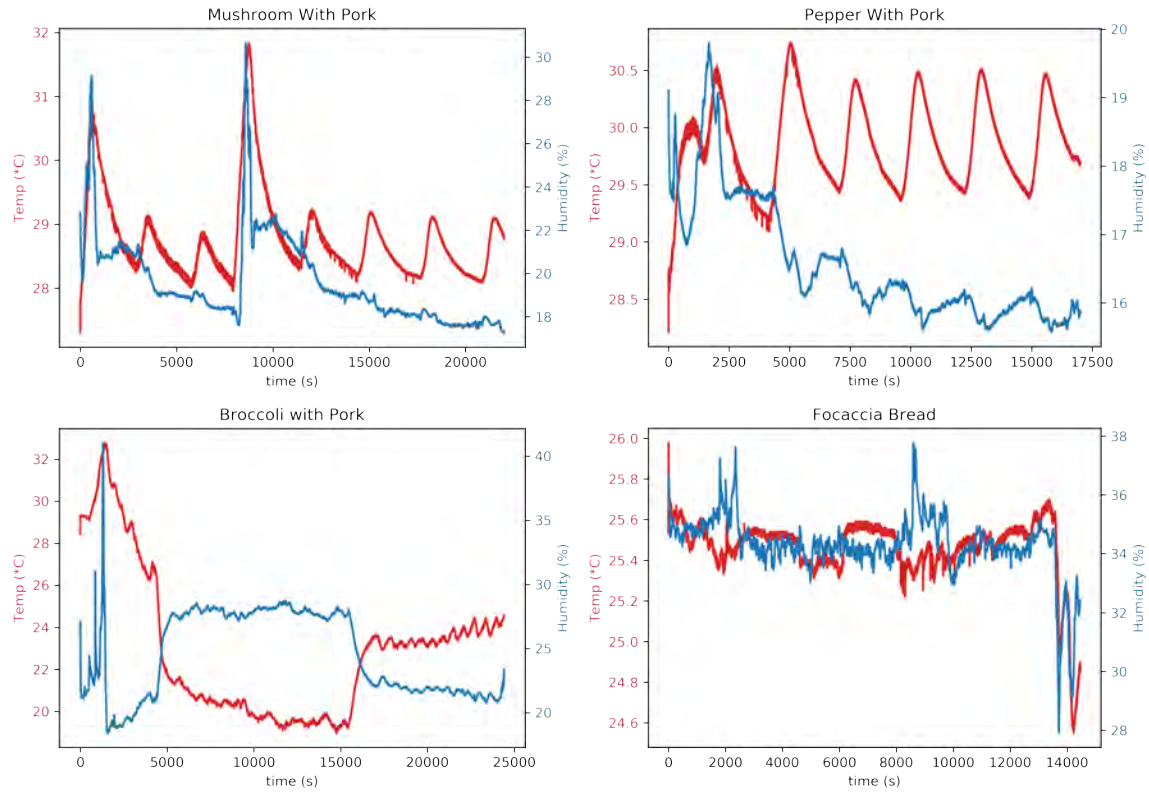 Mushroom With Pork
32
31
30
29
28
Temp (*C)
30
28
26
24
22
20
18
Humidity (%)
0 5000 10000 15000 20000
time (s)
Pepper With Pork
30.5
30.0
29.5
29.0
28.5
Temp (*C)
20
19
18
17
16
Humidity (%)
0 2500 5000 7500 10000 12500 15000 17500
time (s)
Broccoli with Pork
32
30
28
26
24
22
20
Temp (*C)
40
35
30
25
20
Humidity (%)
0 5000 10000 15000 20000 25000
time (s)
Focaccia Bread
26.0
25.8
25.6
25.4
25.2
25.0
24.8
24.6
Temp (*C)
38
36
34
32
30
28
Humidity (%)
0 2000 4000 6000 8000 10000 12000 14000
time (s)